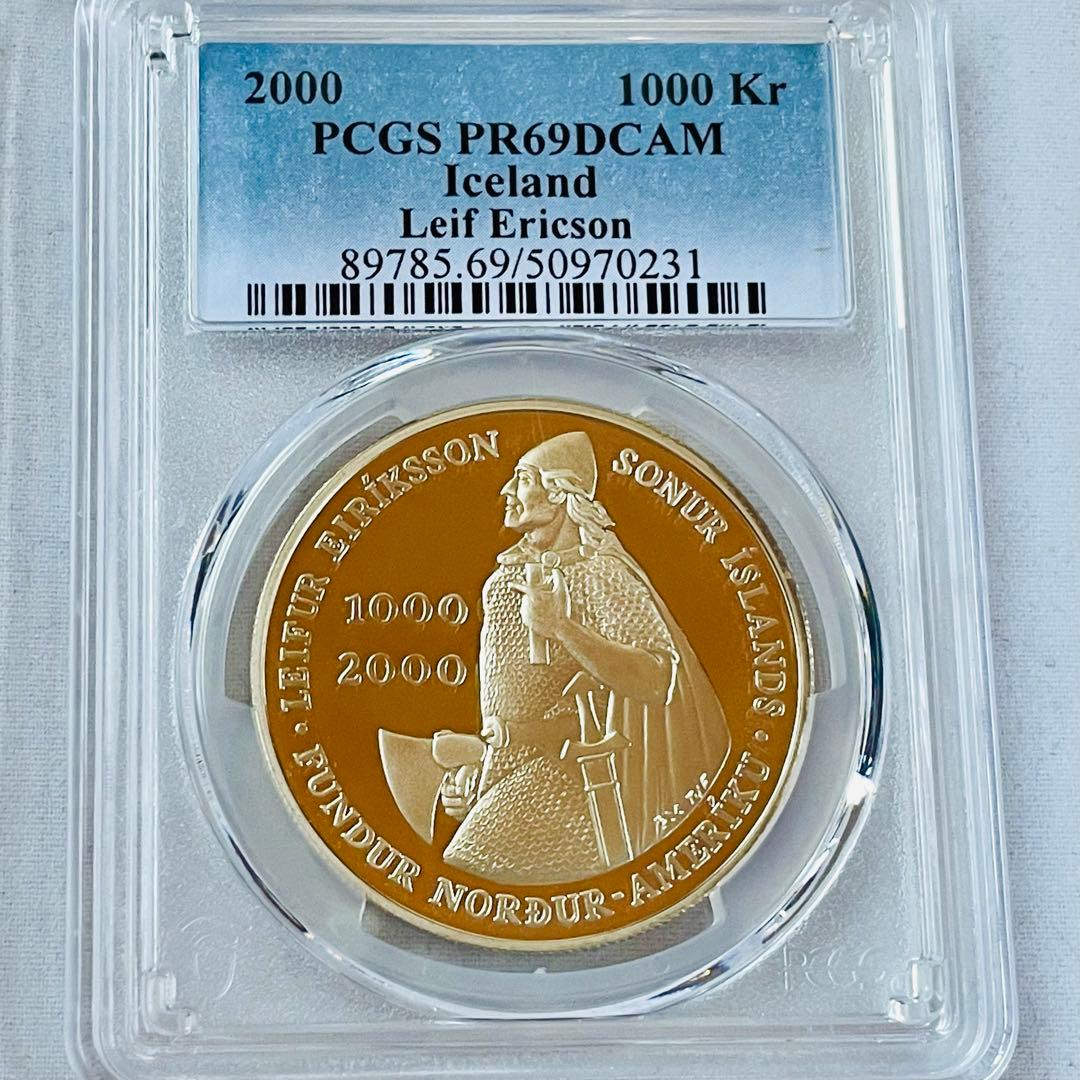 2000 1000 Kr
PCGS PR69DCAM
Iceland
Leif Ericson
89785.69/50970231
LEIFUR EIRÍKSSON SONUR ÍSLANDS · FUNDUR NORÐUR-AMERÍKU ·
1000
2000
PCGS